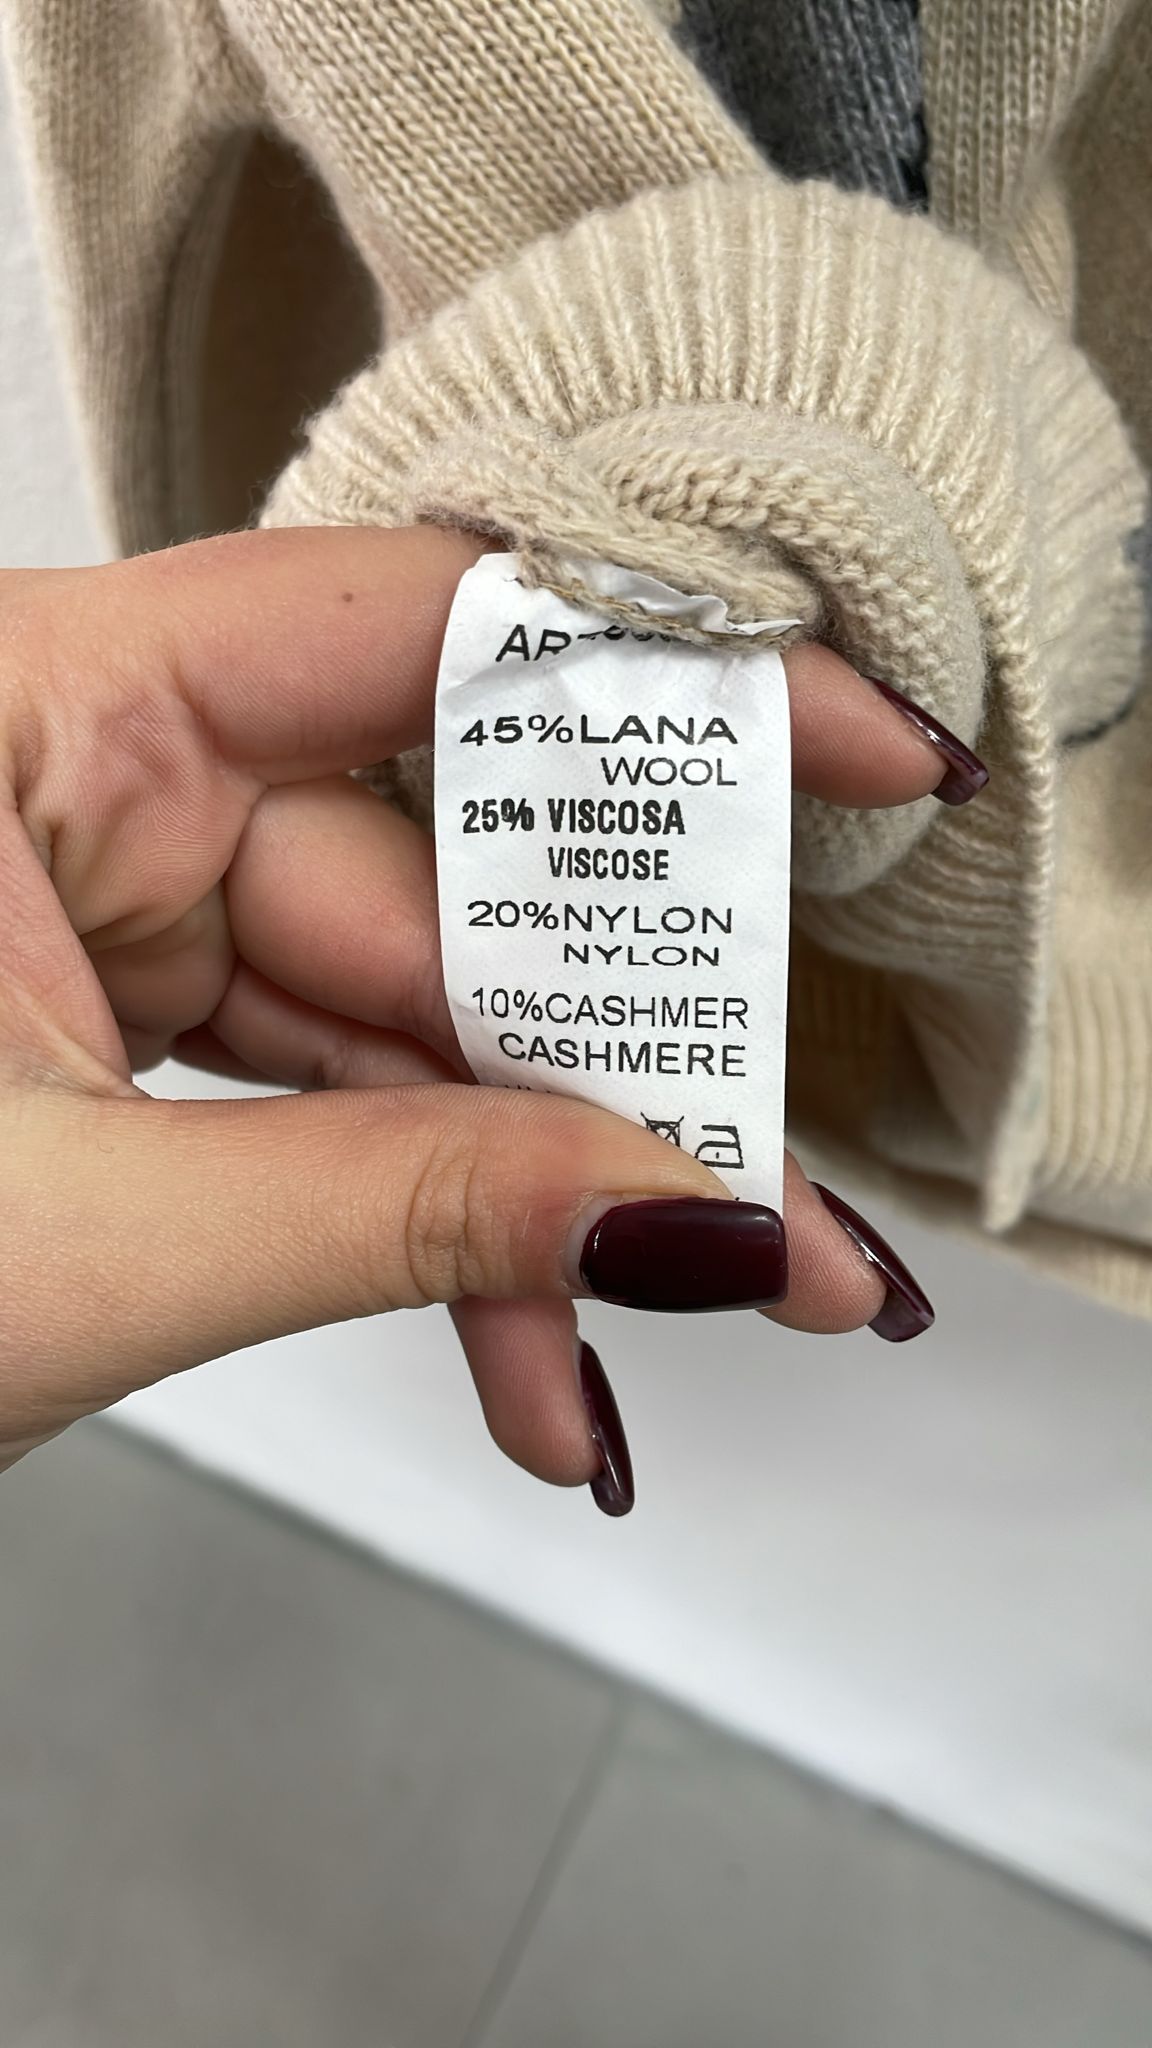 45%LANA
WOOL
25% VISCOSA
VISCOSE
20%NYLON
NYLON
10%CASHMER
CASHMERE